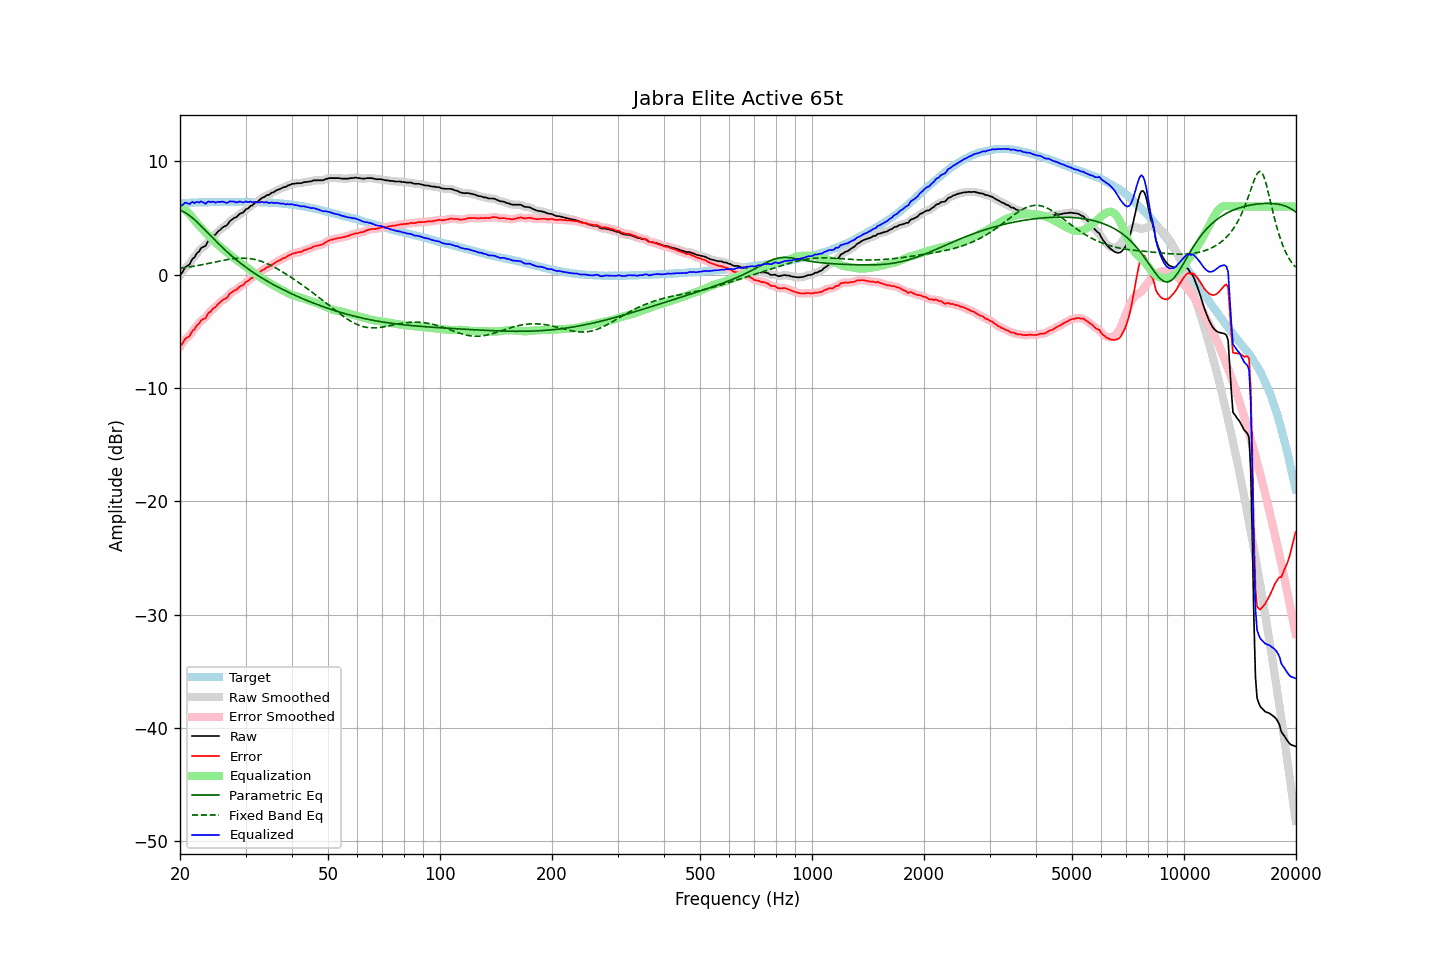 Jabra Elite Active 65t
Amplitude (dBr)
10
0
−10
−20
−30
−40
−50
Target
Raw Smoothed
Error Smoothed
Raw
Error
Equalization
Parametric Eq
Fixed Band Eq
Equalized
20 50 100 200 500 1000 2000 5000 10000 20000
Frequency (Hz)